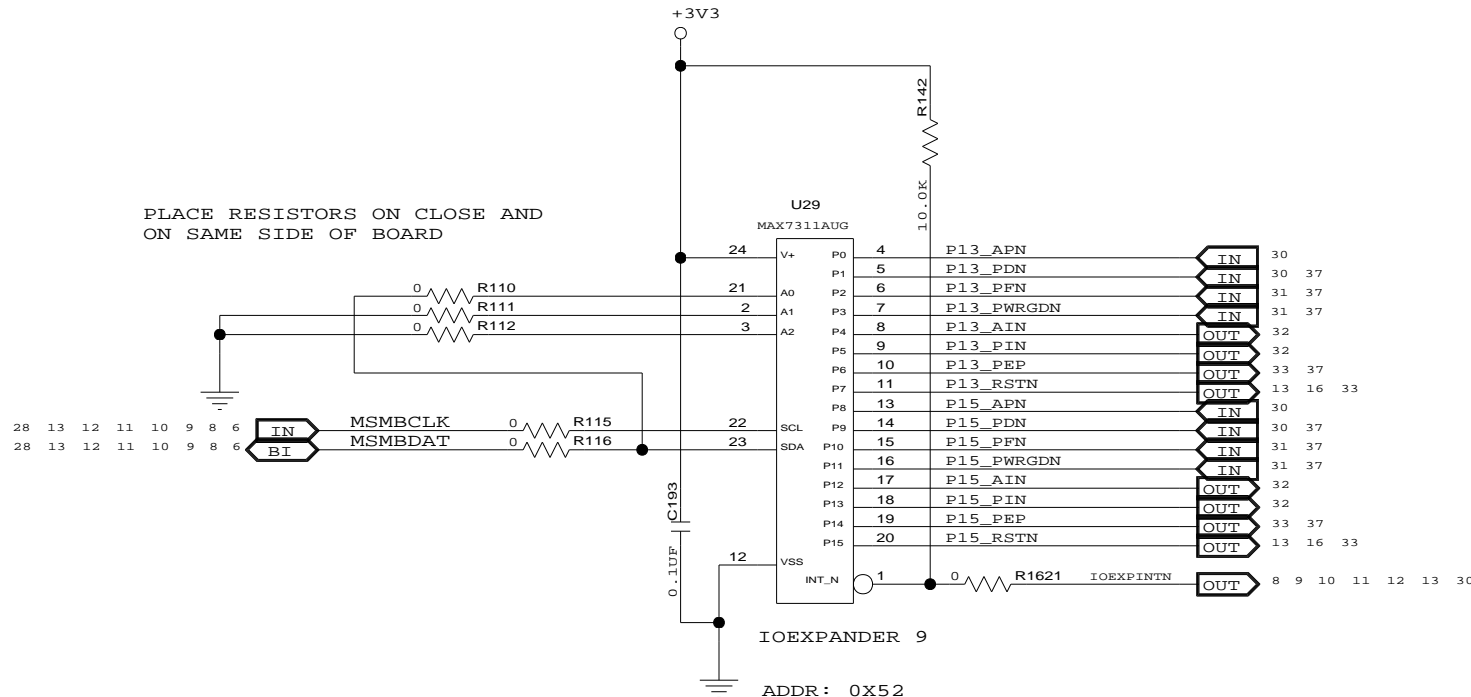 +3V3
R142
10.0K
PLACE RESISTORS ON CLOSE AND
ON SAME SIDE OF BOARD
U29
MAX7311AUG
24 V+ P0 4 P13_APN IN 30
P1 5 P13_PDN IN 30 37
0 R110 21 A0 P2 6 P13_PFN IN 31 37
0 R111 2 A1 P3 7 P13_PWRGDN IN 31 37
0 R112 3 A2 P4 8 P13_AIN OUT 32
P5 9 P13_PIN OUT 32
P6 10 P13_PEP OUT 33 37
P7 11 P13_RSTN OUT 13 16 33
P8 13 P15_APN IN 30
28 13 12 11 10 9 8 6 IN MSMBCLK 0 R115 22 SCL P9 14 P15_PDN IN 30 37
28 13 12 11 10 9 8 6 BI MSMBDAT 0 R116 23 SDA P10 15 P15_PFN IN 31 37
P11 16 P15_PWRGDN IN 31 37
P12 17 P15_AIN OUT 32
P13 18 P15_PIN OUT 32
C193
0.1UF
P14 19 P15_PEP OUT 33 37
P15 20 P15_RSTN OUT 13 16 33
12 VSS
INT_N 1 0 R1621 IOEXPINTN OUT 8 9 10 11 12 13 30
IOEXPANDER 9
ADDR: 0X52